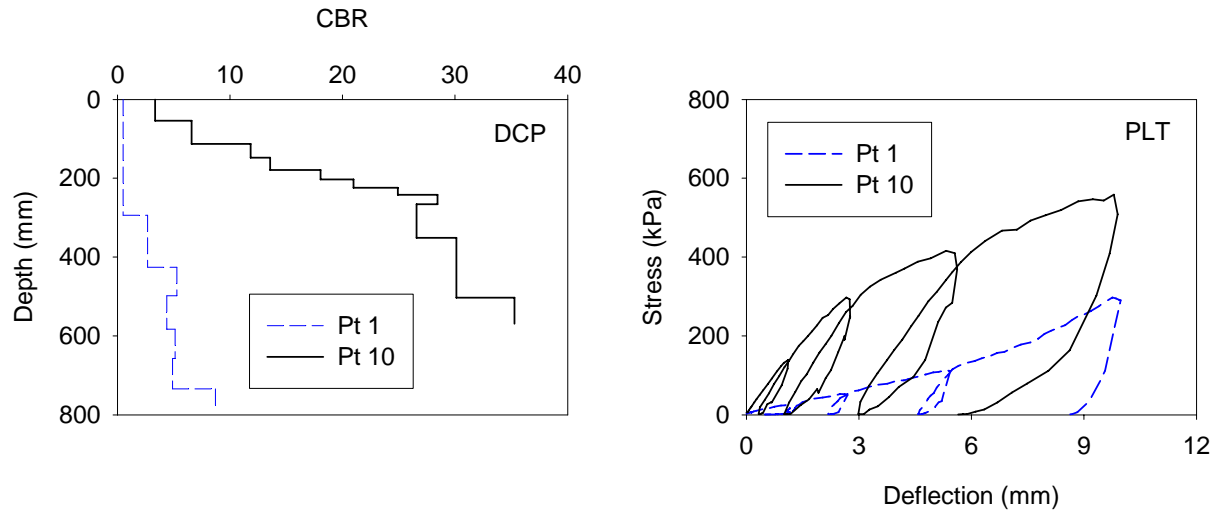 CBR
0 10 20 30 40
0
200
400
600
800
Depth (mm)
DCP
Pt 1
Pt 10
800
600
400
200
0
Stress (kPa)
PLT
Pt 1
Pt 10
0 3 6 9 12
Deflection (mm)